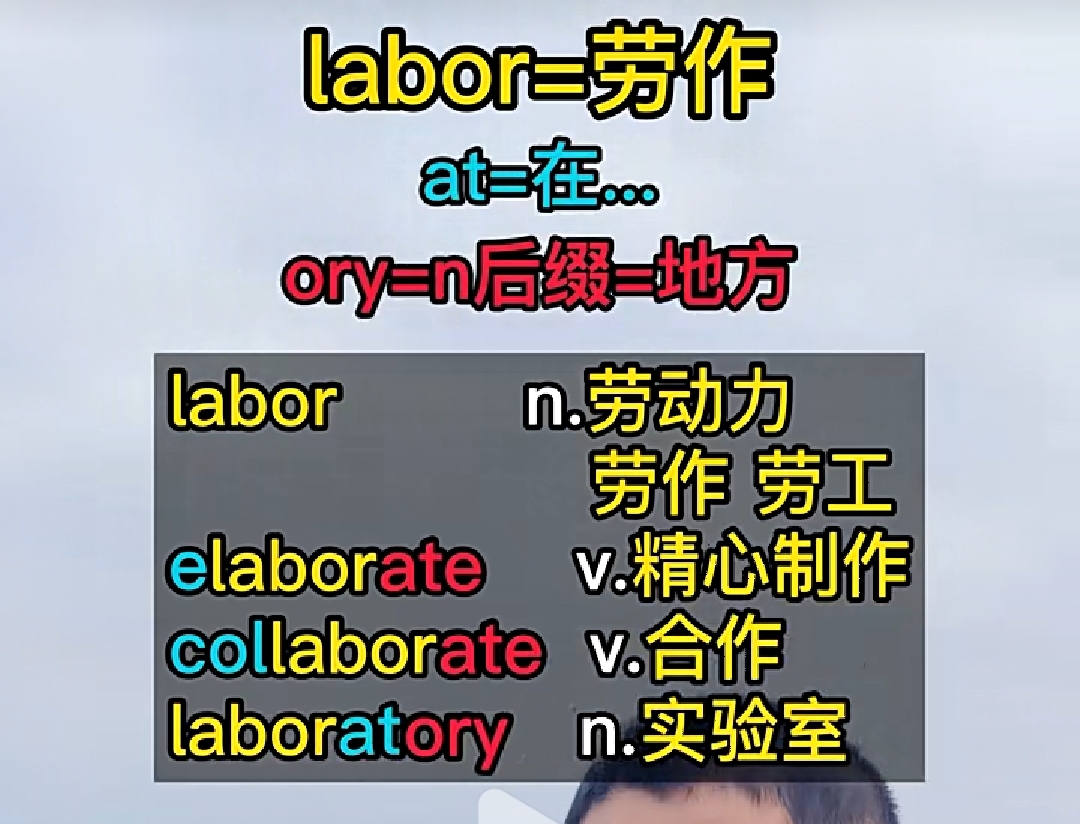 labor=劳作
at=在...
ory=n后缀=地方
labor n.劳动力
劳作 劳工
elaborate v.精心制作
collaborate v.合作
laboratory n.实验室